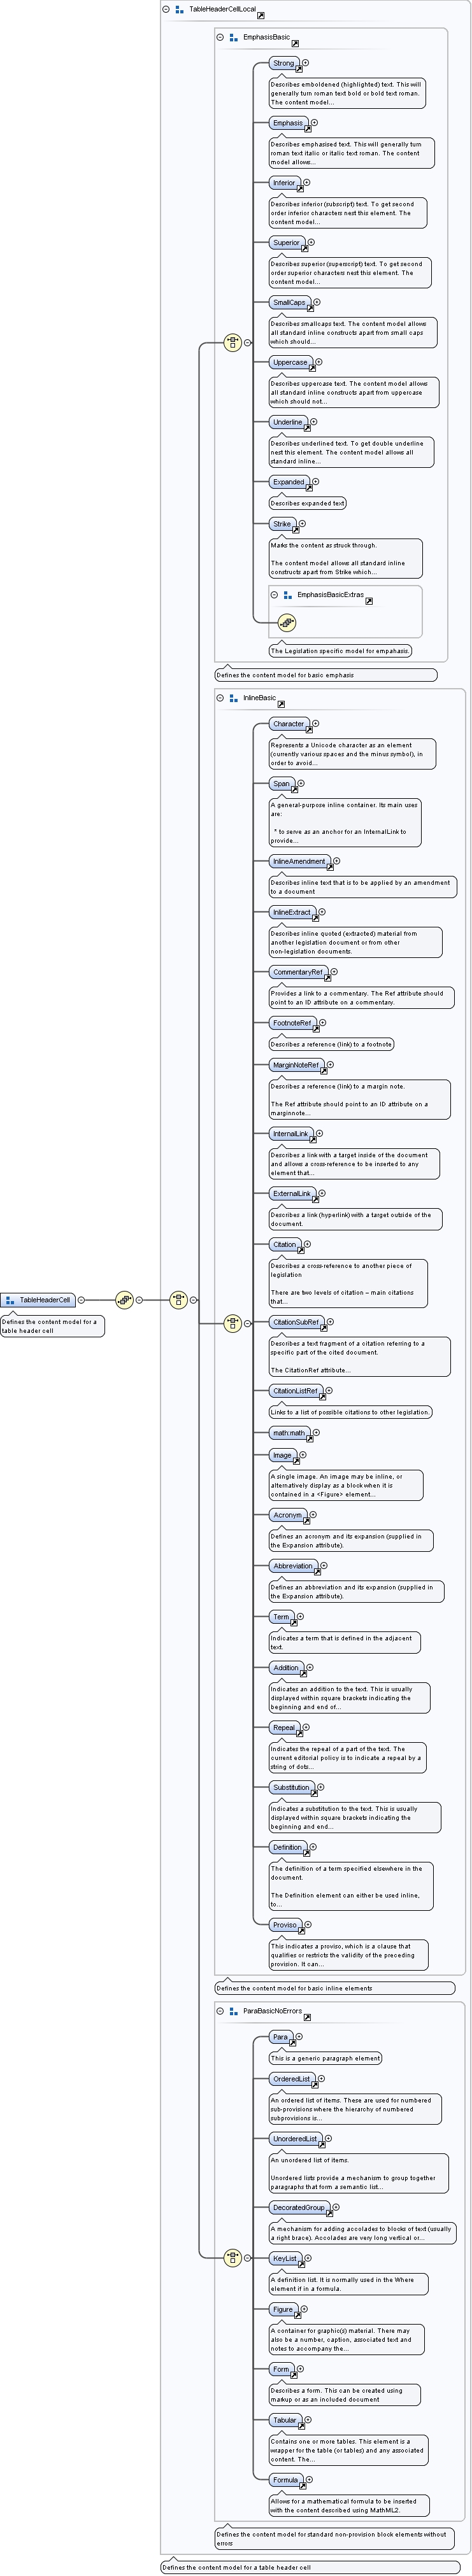 TableHeaderCellLocal
EmphasisBasic
Strong
Describes emboldened (highlighted) text. This will
generally turn roman text bold or bold text roman.
The content model...
Emphasis
Describes emphasised text. This will generally turn
roman text italic or italic text roman. The content
model allows...
Inferior
Describes inferior (subscript) text. To get second
order inferior characters nest this element. The
content model...
Superior
Describes superior (superscript) text. To get second
order superior characters nest this element. The
content model...
SmallCaps
Describes smallcaps text. The content model allows
all standard inline constructs apart from small caps
which should...
Uppercase
Describes uppercase text. The content model allows
all standard inline constructs apart from uppercase
which should not...
Underline
Describes underlined text. To get double underline
nest this element. The content model allows all
standard inline...
Expanded
Describes expanded text
Strike
Marks the content as struck through.
The content model allows all standard inline
constructs apart from Strike which...
EmphasisBasicExtras
The Legislation specific model for empahasis.
Defines the content model for basic emphasis
InlineBasic
Character
Represents a Unicode character as an element
(currently various spaces and the minus symbol), in
order to avoid...
Span
A general-purpose inline container. Its main uses
are:
* to serve as an anchor for an InternalLink to
provide...
InlineAmendment
Describes inline text that is to be applied by an amendment
to a document
InlineExtract
Describes inline quoted (extracted) material from
another legislation document or from other
non-legislation documents.
CommentaryRef
Provides a link to a commentary. The Ref attribute should
point to an ID attribute on a commentary.
FootnoteRef
Describes a reference (link) to a footnote
MarginNoteRef
Describes a reference (link) to a margin note.
The Ref attribute should point to an ID attribute on a
marginnote...
InternalLink
Describes a link with a target inside of the document
and allows a cross-reference to be inserted to any
element that...
ExternalLink
Describes a link (hyperlink) with a target outside of the
document.
Citation
Describes a cross-reference to another piece of
legislation
There are two levels of citation – main citations
that...
TableHeaderCell
Defines the content model for a
table header cell
CitationSubRef
Describes a text fragment of a citation referring to a
specific part of the cited document.
The CitationRef attribute...
CitationListRef
Links to a list of possible citations to other legislation.
math:math
Image
A single image. An image may be inline, or
alternatively display as a block when it is
contained in a <Figure> element...
Acronym
Defines an acronym and its expansion (supplied in
the Expansion attribute).
Abbreviation
Defines an abbreviation and its expansion (supplied in
the Expansion attribute).
Term
Indicates a term that is defined in the adjacent
text.
Addition
Indicates an addition to the text. This is usually
displayed within square brackets indicating the
beginning and end of...
Repeal
Indicates the repeal of a part of the text. The
current editorial policy is to indicate a repeal by a
string of dots...
Substitution
Indicates a substitution to the text. This is usually
displayed within square brackets indicating the
beginning and end...
Definition
The definition of a term specified elsewhere in the
document.
The Definition element can either be used inline,
to...
Proviso
This indicates a proviso, which is a clause that
qualifies or restricts the validity of the preceding
provision. It can...
Defines the content model for basic inline elements
ParaBasicNoErrors
Para
This is a generic paragraph element
OrderedList
An ordered list of items. These are used for numbered
sub-provisions where the hierarchy of numbered
subprovisions is...
UnorderedList
An unordered list of items.
Unordered lists provide a mechanism to group together
paragraphs that form a semantic list...
DecoratedGroup
A mechanism for adding accolades to blocks of text (usually
a right brace). Accolades are very long vertical or...
KeyList
A definition list. It is normally used in the Where
element if in a formula.
Figure
A container for graphic(s) material. There may
also be a number, caption, associated text and
notes to accompany the...
Form
Describes a form. This can be created using
markup or as an included document
Tabular
Contains one or more tables. This element is a
wrapper for the table (or tables) and any associated
content. The...
Formula
Allows for a mathematical formula to be inserted
with the content described using MathML2.
Defines the content model for standard non-provision block elements without
errors
Defines the content model for a table header cell